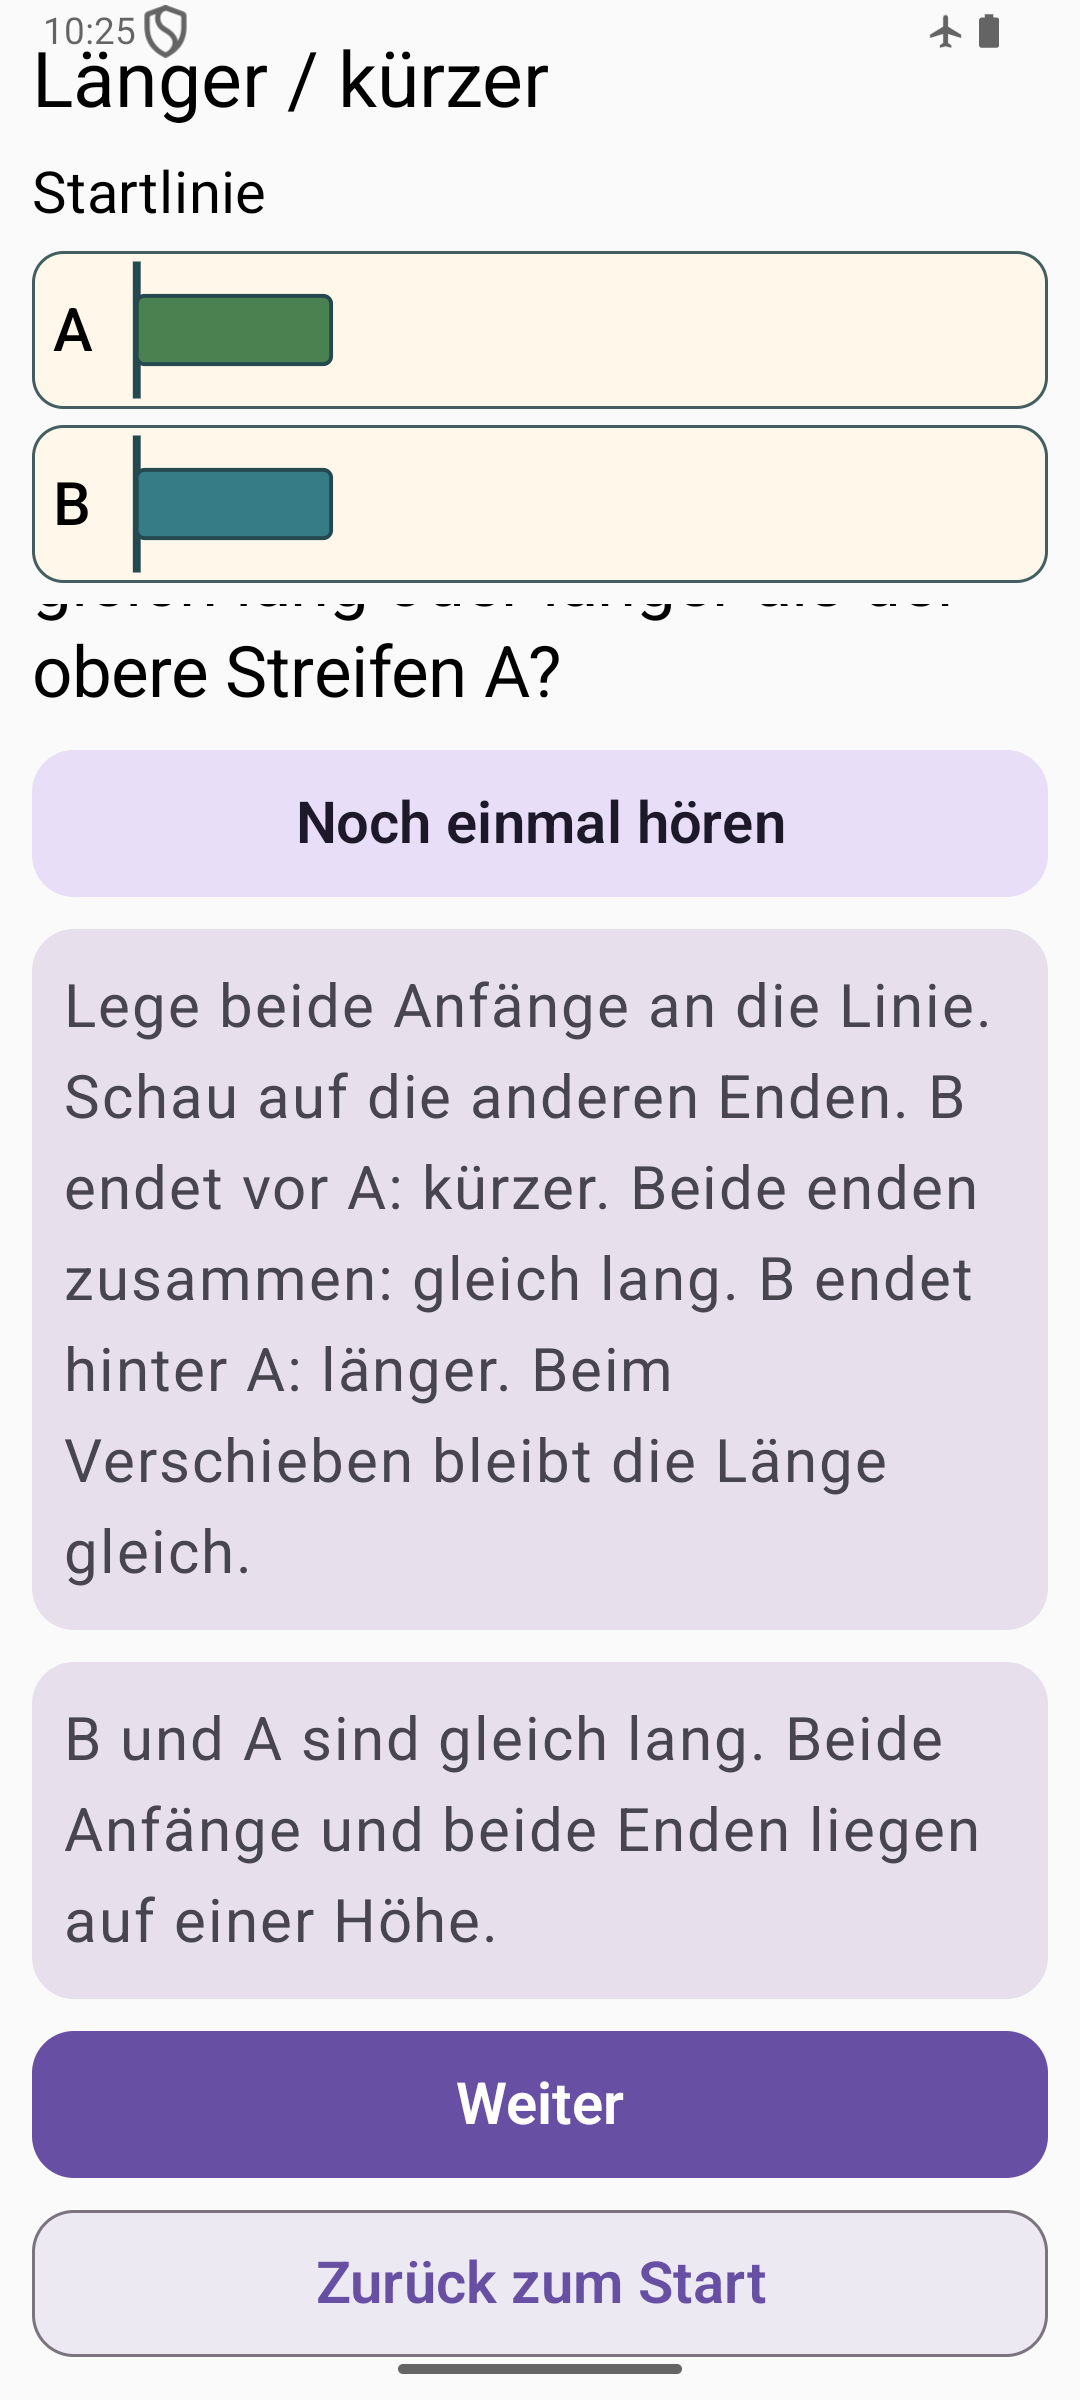 10:25
Länger / kürzer
Startlinie
A
B
obere Streifen A?
Noch einmal hören
Lege beide Anfänge an die Linie.
Schau auf die anderen Enden. B
endet vor A: kürzer. Beide enden
zusammen: gleich lang. B endet
hinter A: länger. Beim
Verschieben bleibt die Länge
gleich.
B und A sind gleich lang. Beide
Anfänge und beide Enden liegen
auf einer Höhe.
Weiter
Zurück zum Start